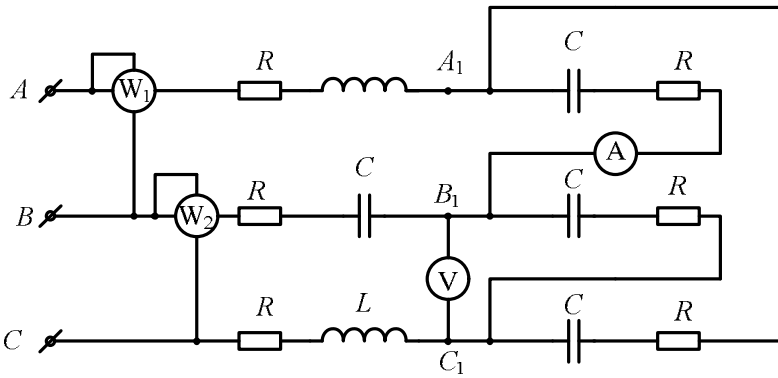 R A₁ C R
A W₁
A
C C R
B W₂ R B₁
V
R L C R
C C₁